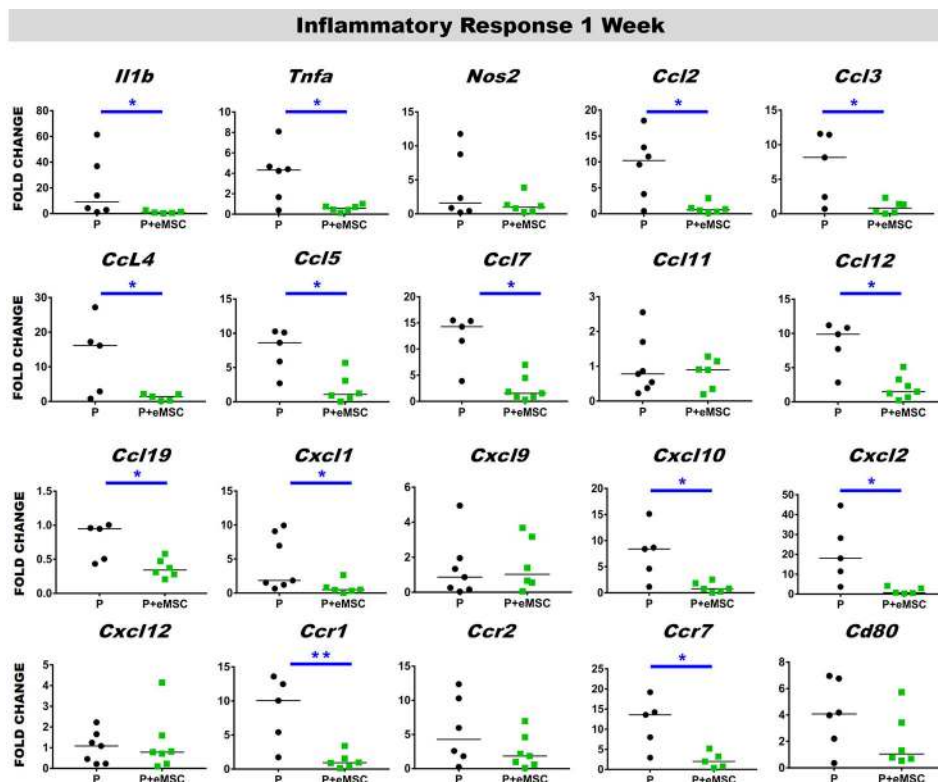 Inflammatory Response 1 Week
Il1b Tnfa Nos2 Ccl2 Ccl3
* * * *
FOLD CHANGE
80 60 40 20 0
10 8 6 4 2 0
15 10 5 0
20 15 10 5 0
15 10 5 0
P P+eMSC P P+eMSC P P+eMSC P P+eMSC P P+eMSC
CcL4 Ccl5 Ccl7 Ccl11 Ccl12
* * * *
FOLD CHANGE
30 20 10 0
15 10 5 0
20 15 10 5 0
3 2 1 0
15 10 5 0
P P+eMSC P P+eMSC P P+eMSC P P+eMSC P P+eMSC
Ccl19 Cxcl1 Cxcl9 Cxcl10 Cxcl2
* * * *
FOLD CHANGE
1.5 1.0 0.5 0.0
15 10 5 0
6 4 2 0
20 15 10 5 0
50 40 30 20 10 0
P P+eMSC P P+eMSC P P+eMSC P P+eMSC P P+eMSC
Cxcl12 Ccr1 Ccr2 Ccr7 Cd80
** *
FOLD CHANGE
5 4 3 2 1 0
15 10 5 0
15 10 5 0
25 20 15 10 5 0
8 6 4 2 0
P P+eMSC P P+eMSC P P+eMSC P P+eMSC P P+eMSC